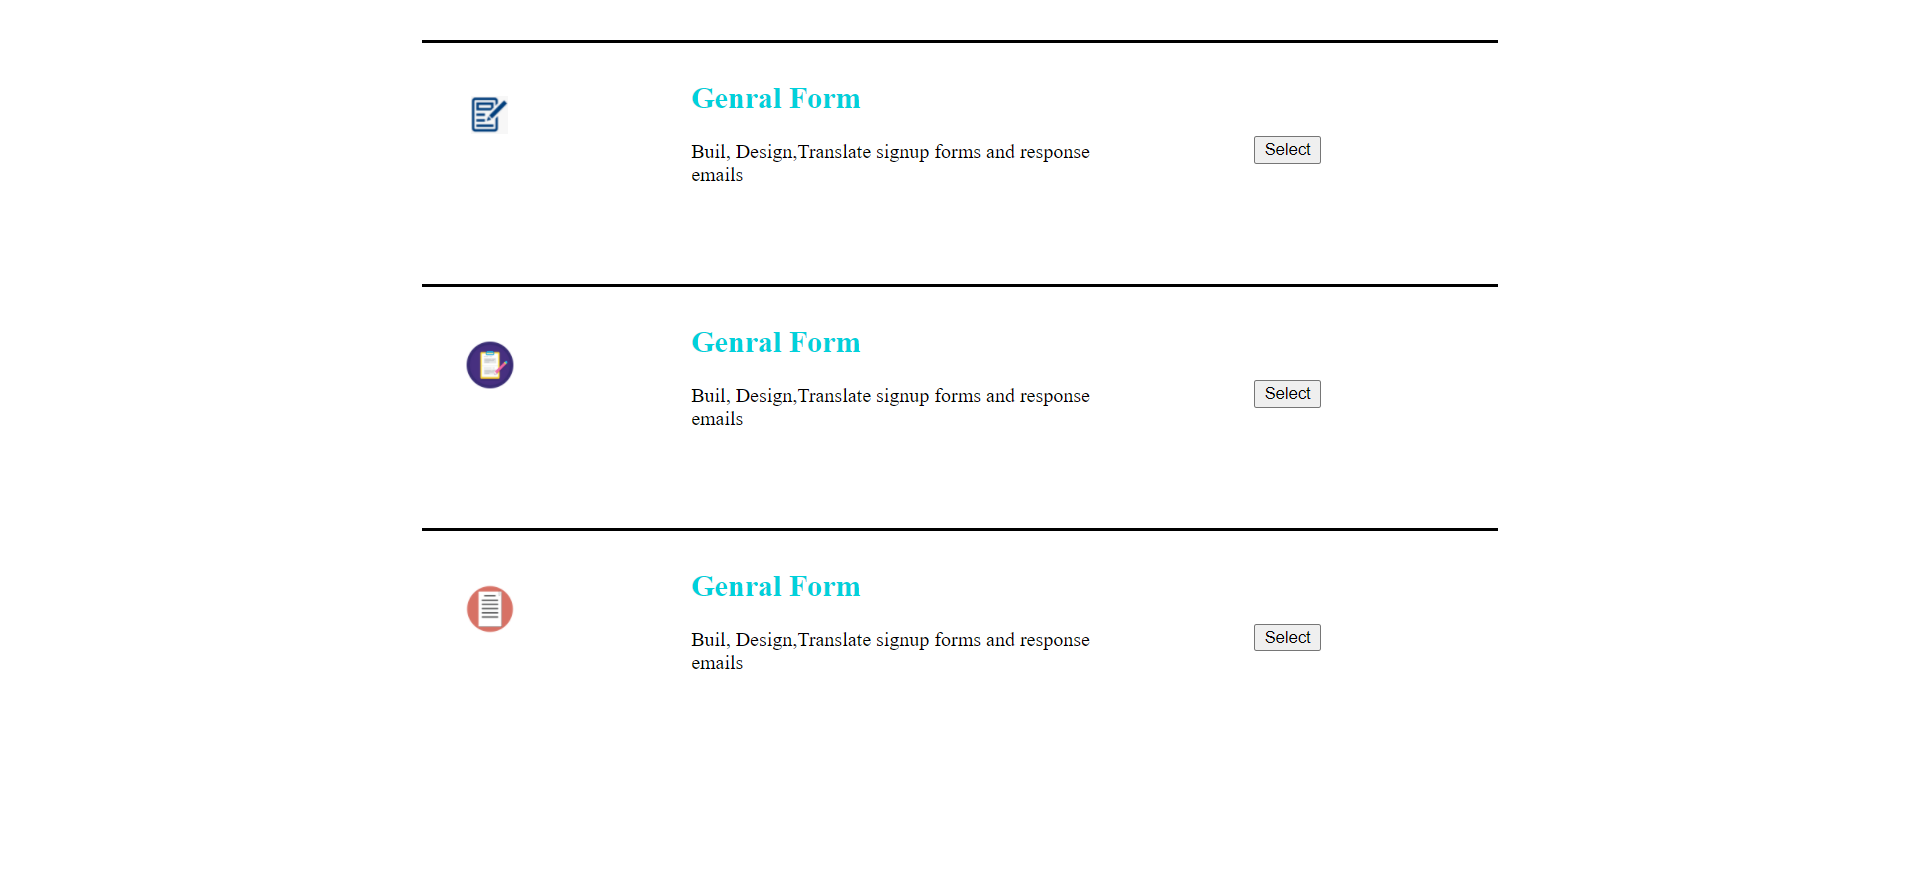 Genral Form
Buil, Design,Translate signup forms and response
emails
Select
Genral Form
Buil, Design,Translate signup forms and response
emails
Select
Genral Form
Buil, Design,Translate signup forms and response
emails
Select